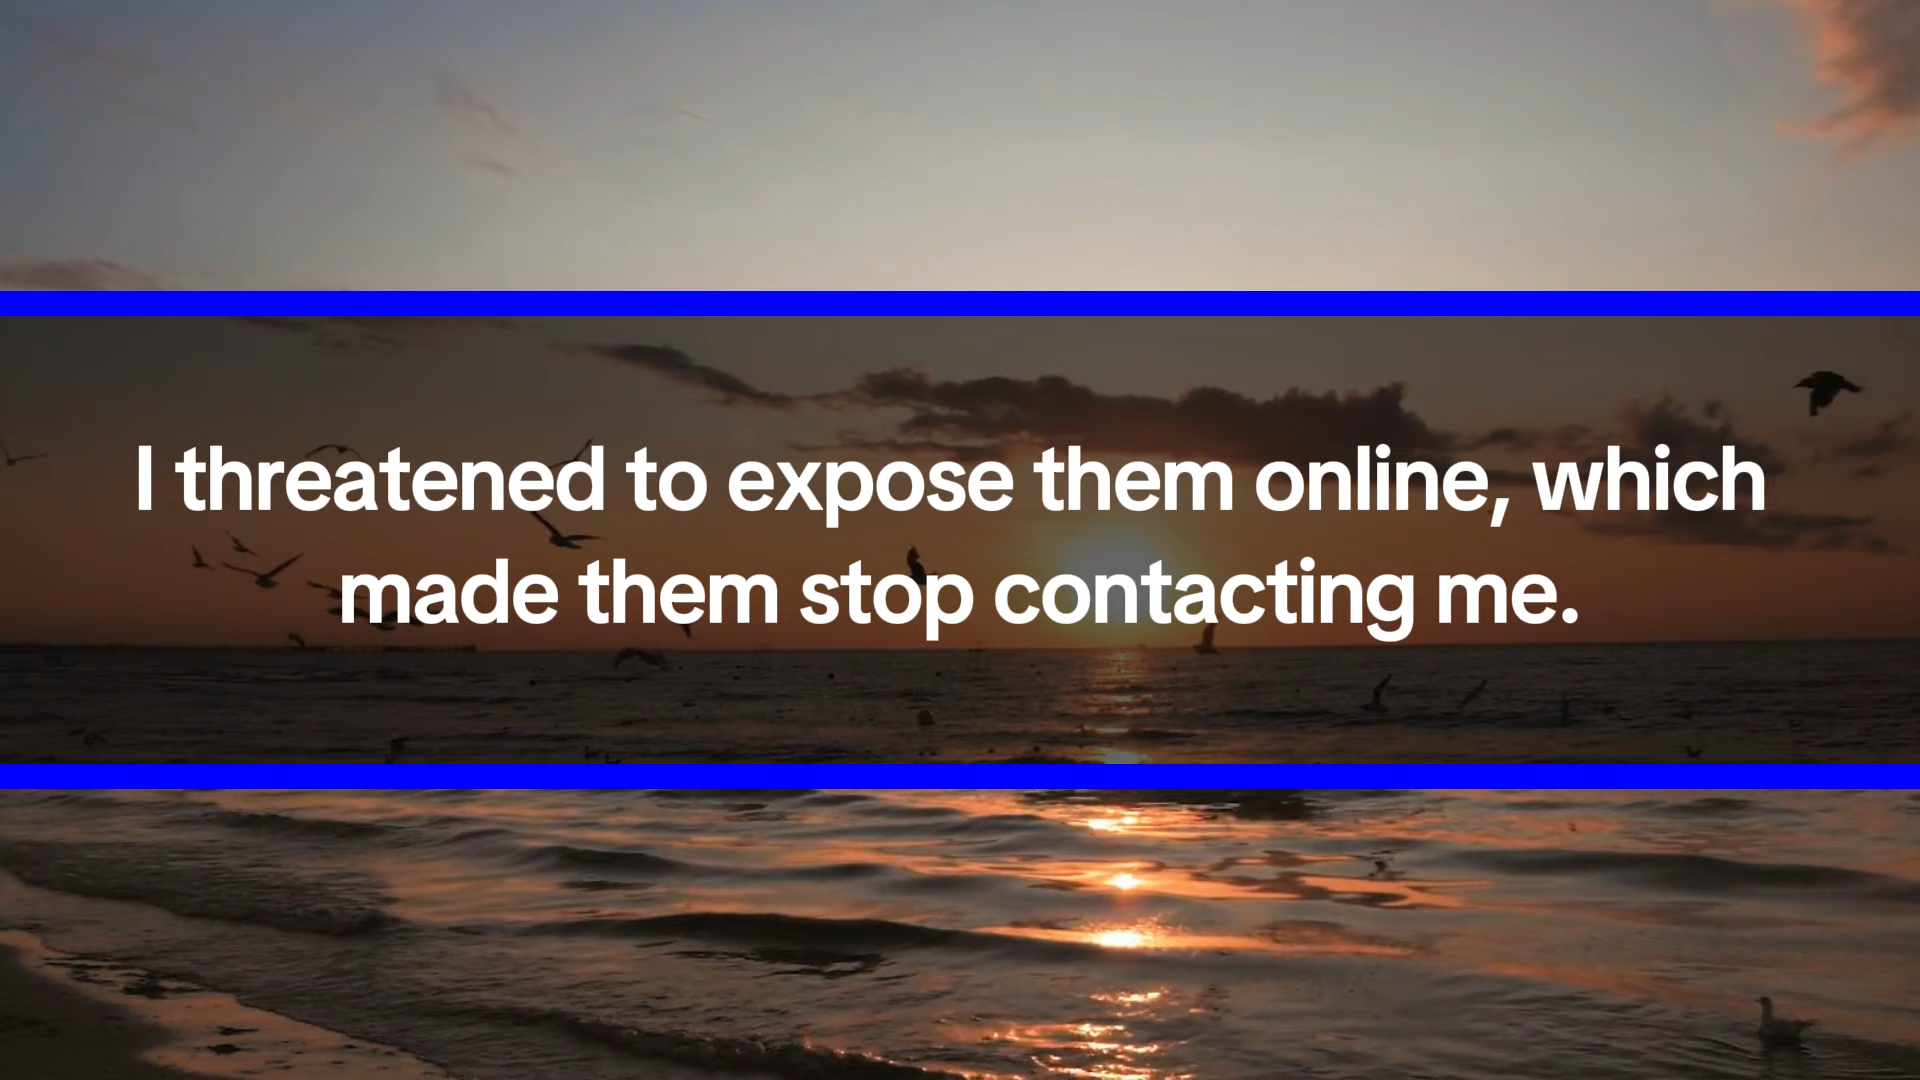 I threatened to expose them online, which
made them stop contacting me.